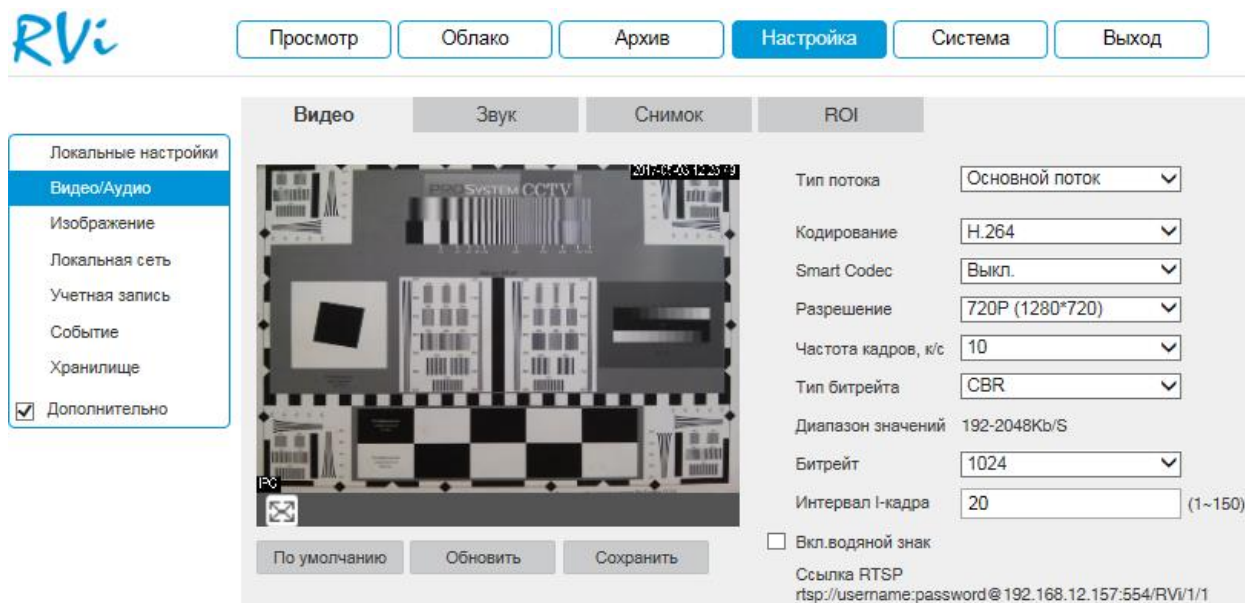 RVi
Просмотр Облако Архив Настройка Система Выход
Видео Звук Снимок ROI
Локальные настройки
Видео/Аудио
Изображение
Локальная сеть
Учетная запись
Событие
Хранилище
Дополнительно
PROSYSTEM CCTV
IPC
По умолчанию Обновить Сохранить
Тип потока Основной поток
Кодирование H.264
Smart Codec Выкл.
Разрешение 720P (1280*720)
Частота кадров, к/с 10
Тип битрейта CBR
Диапазон значений 192-2048Kb/S
Битрейт 1024
Интервал I-кадра 20 (1~150)
Вкл.водяной знак
Ссылка RTSP
rtsp://username:password@192.168.12.157:554/RVi/1/1